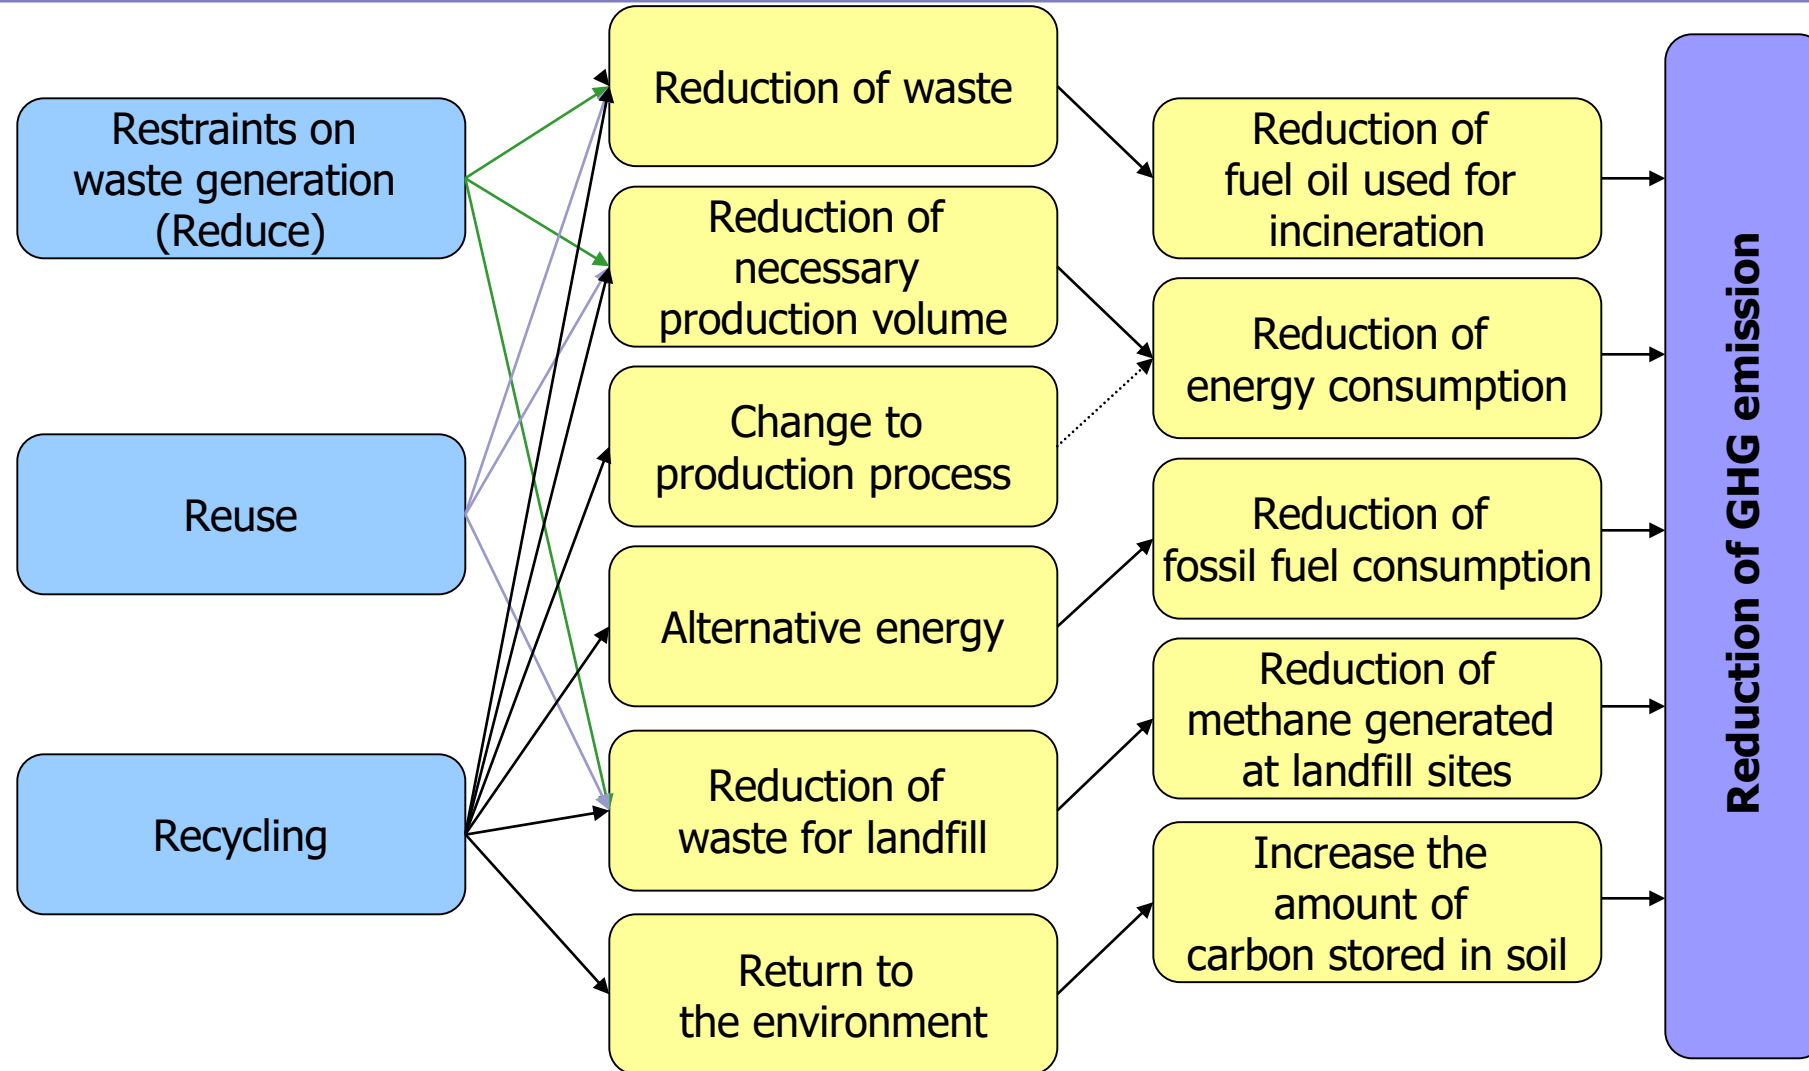 Restraints on
waste generation
(Reduce)
Reuse
Recycling
Reduction of waste
Reduction of
necessary
production volume
Change to
production process
Alternative energy
Reduction of
waste for landfill
Return to
the environment
Reduction of
fuel oil used for
incineration
Reduction of
energy consumption
Reduction of
fossil fuel consumption
Reduction of
methane generated
at landfill sites
Increase the
amount of
carbon stored in soil
Reduction of GHG emission